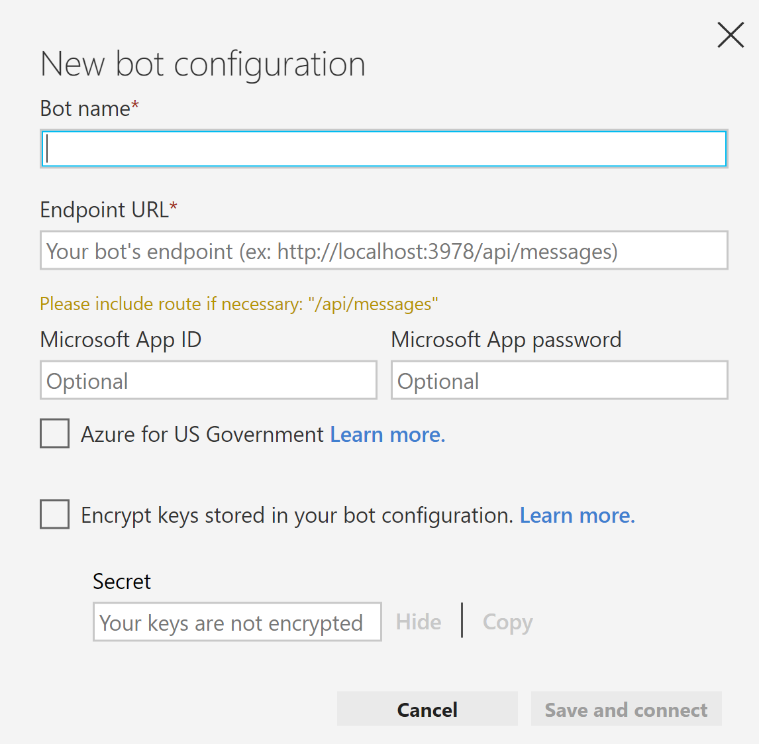 New bot configuration
Bot name*
Endpoint URL*
Your bot's endpoint (ex: http://localhost:3978/api/messages)
Please include route if necessary: "/api/messages"
Microsoft App ID Microsoft App password
Optional Optional
Azure for US Government Learn more.
Encrypt keys stored in your bot configuration. Learn more.
Secret
Your keys are not encrypted Hide Copy
Cancel Save and connect